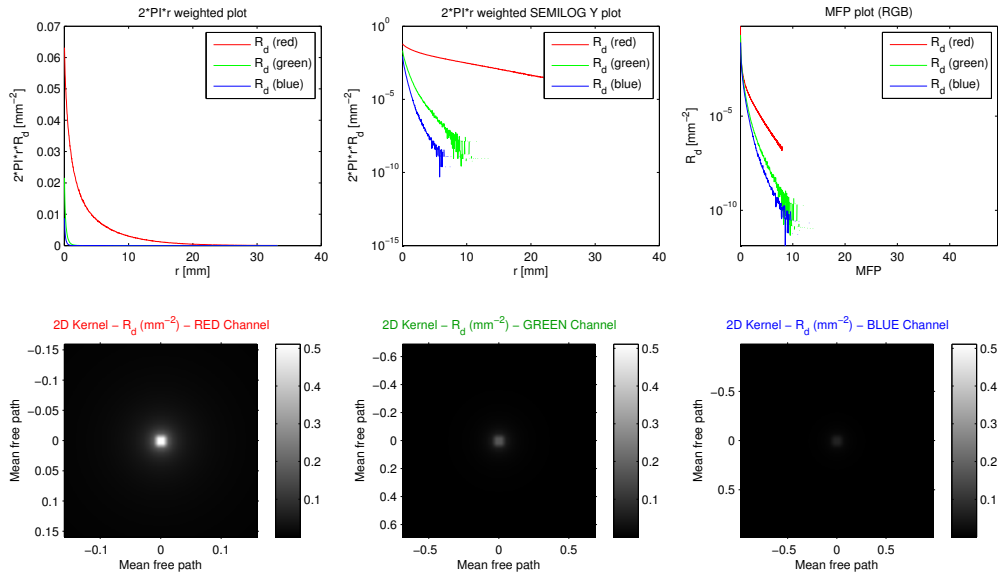 2*PI*r weighted plot
2*PI*r*R_d [mm^−2]
0.07
0.06
0.05
0.04
0.03
0.02
0.01
0
0 10 20 30 40
r [mm]
R_d (red)
R_d (green)
R_d (blue)
2*PI*r weighted SEMILOG Y plot
2*PI*r*R_d [mm^−2]
10^0
10^−5
10^−10
10^−15
0 10 20 30 40
r [mm]
R_d (red)
R_d (green)
R_d (blue)
MFP plot (RGB)
R_d [mm^−2]
10^−5
10^−10
0 10 20 30 40
MFP
R_d (red)
R_d (green)
R_d (blue)
2D Kernel − R_d (mm^−2) − RED Channel
Mean free path
−0.15
−0.1
−0.05
0
0.05
0.1
0.15
−0.1 0 0.1
Mean free path
0.5
0.4
0.3
0.2
0.1
2D Kernel − R_d (mm^−2) − GREEN Channel
Mean free path
−0.6
−0.4
−0.2
0
0.2
0.4
0.6
−0.5 0 0.5
Mean free path
0.5
0.4
0.3
0.2
0.1
2D Kernel − R_d (mm^−2) − BLUE Channel
Mean free path
−0.5
0
0.5
−0.5 0 0.5
Mean free path
0.5
0.4
0.3
0.2
0.1